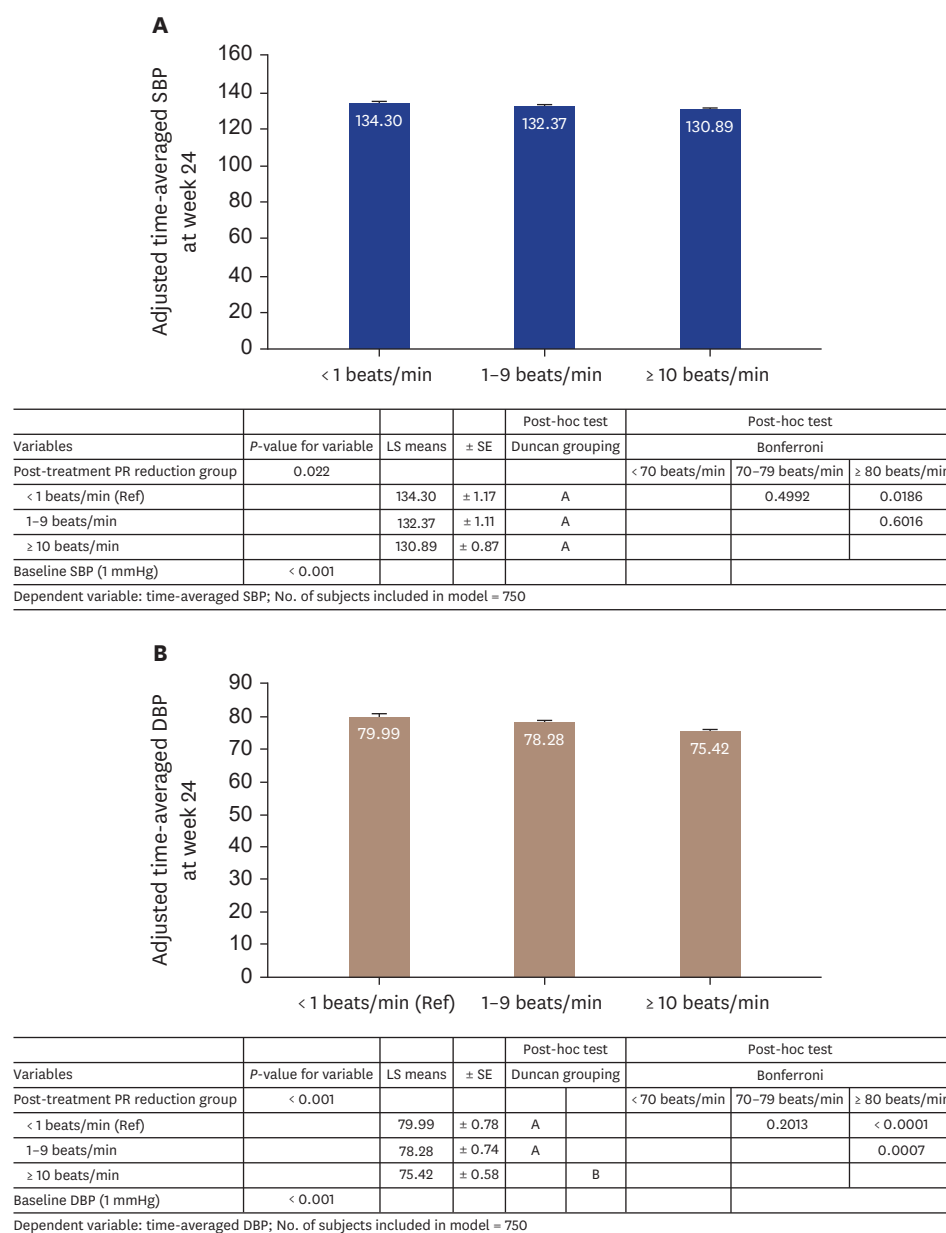 A
Adjusted time-averaged SBP
at week 24
160
140
120
100
80
60
40
20
0
134.30
132.37
130.89
< 1 beats/min
1–9 beats/min
≥ 10 beats/min
Post-hoc test
Post-hoc test
Variables P-value for variable LS means ± SE Duncan grouping Bonferroni
Post-treatment PR reduction group 0.022 < 70 beats/min 70–79 beats/min ≥ 80 beats/min
< 1 beats/min (Ref) 134.30 ± 1.17 A 0.4992 0.0186
1–9 beats/min 132.37 ± 1.11 A 0.6016
≥ 10 beats/min 130.89 ± 0.87 A
Baseline SBP (1 mmHg) < 0.001
Dependent variable: time-averaged SBP; No. of subjects included in model = 750
B
Adjusted time-averaged DBP
at week 24
90
80
70
60
50
40
30
20
10
0
79.99
78.28
75.42
< 1 beats/min (Ref)
1–9 beats/min
≥ 10 beats/min
Post-hoc test
Post-hoc test
Variables P-value for variable LS means ± SE Duncan grouping Bonferroni
Post-treatment PR reduction group < 0.001 < 70 beats/min 70–79 beats/min ≥ 80 beats/min
< 1 beats/min (Ref) 79.99 ± 0.78 A 0.2013 < 0.0001
1–9 beats/min 78.28 ± 0.74 A 0.0007
≥ 10 beats/min 75.42 ± 0.58 B
Baseline DBP (1 mmHg) < 0.001
Dependent variable: time-averaged DBP; No. of subjects included in model = 750